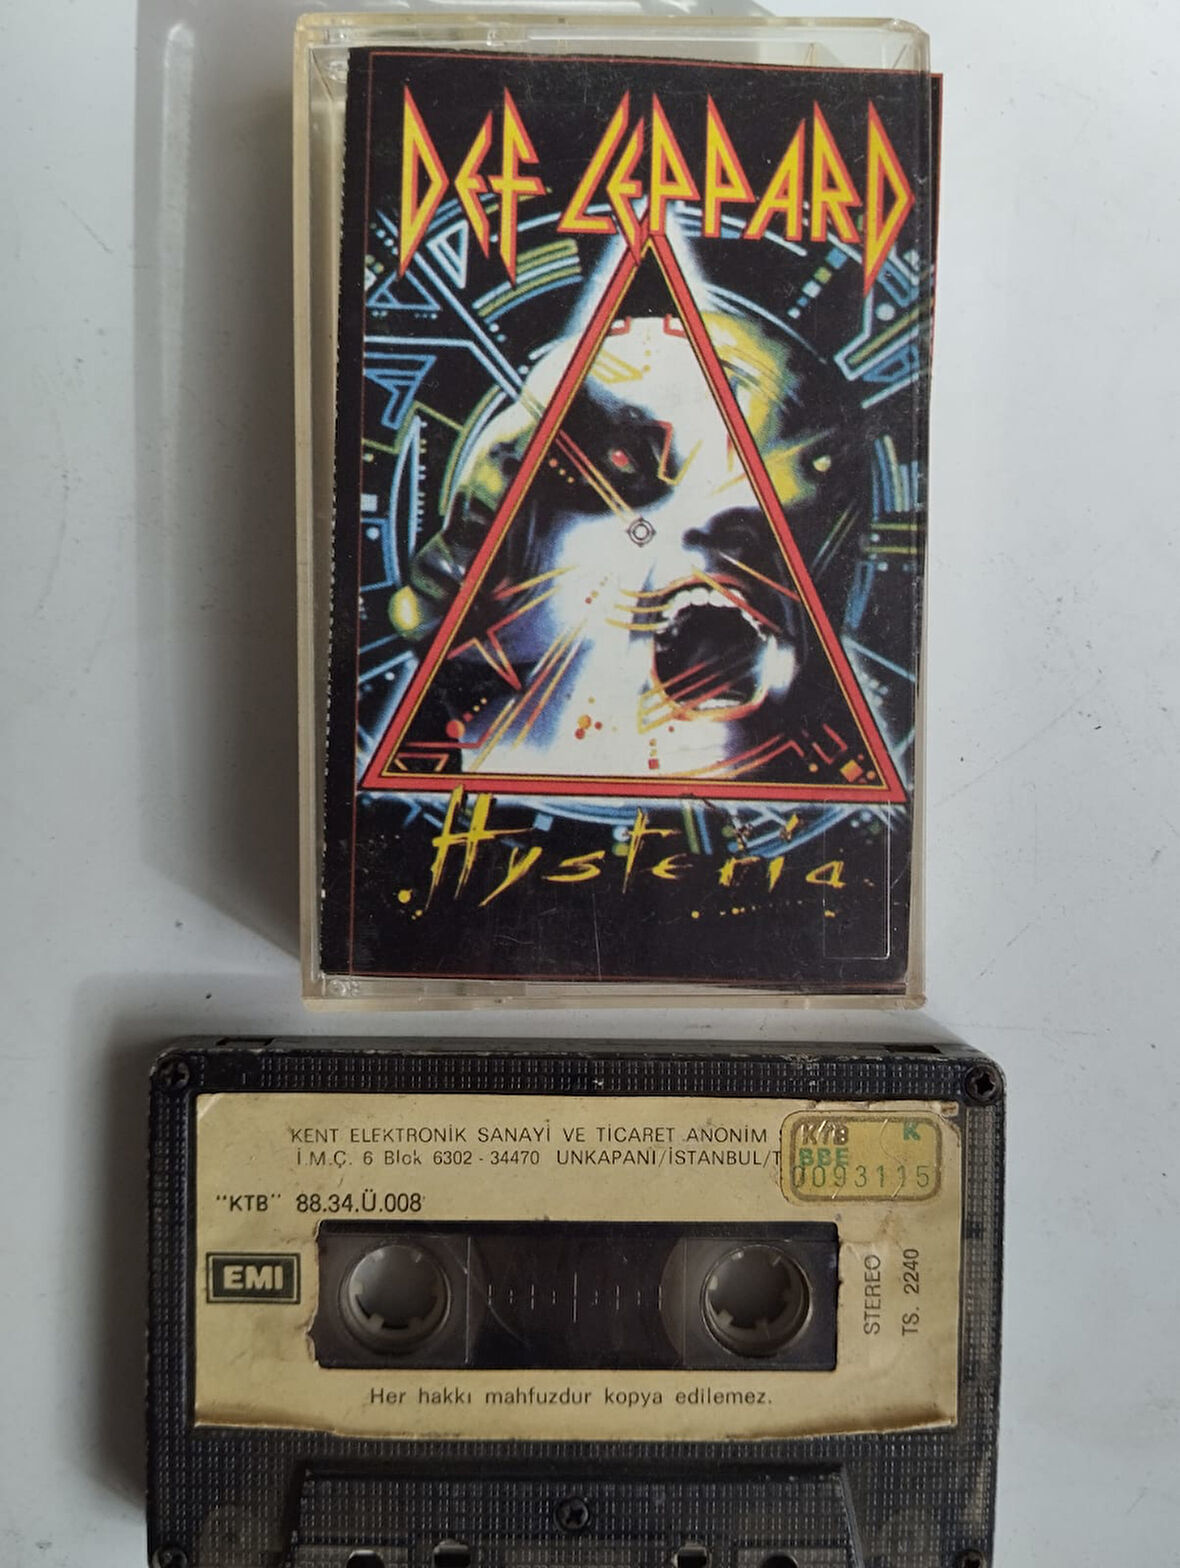 DEF LEPPARD
Hysteria
KENT ELEKTRONİK SANAYİ VE TİCARET ANONİM
İ.M.Ç. 6 Blok 6302 - 34470 UNKAPANI/İSTANBUL/T
KTB K
BPE
0093115
"KTB" 88.34.Ü.008
EMI
STEREO
TS. 2240
Her hakkı mahfuzdur kopya edilemez.